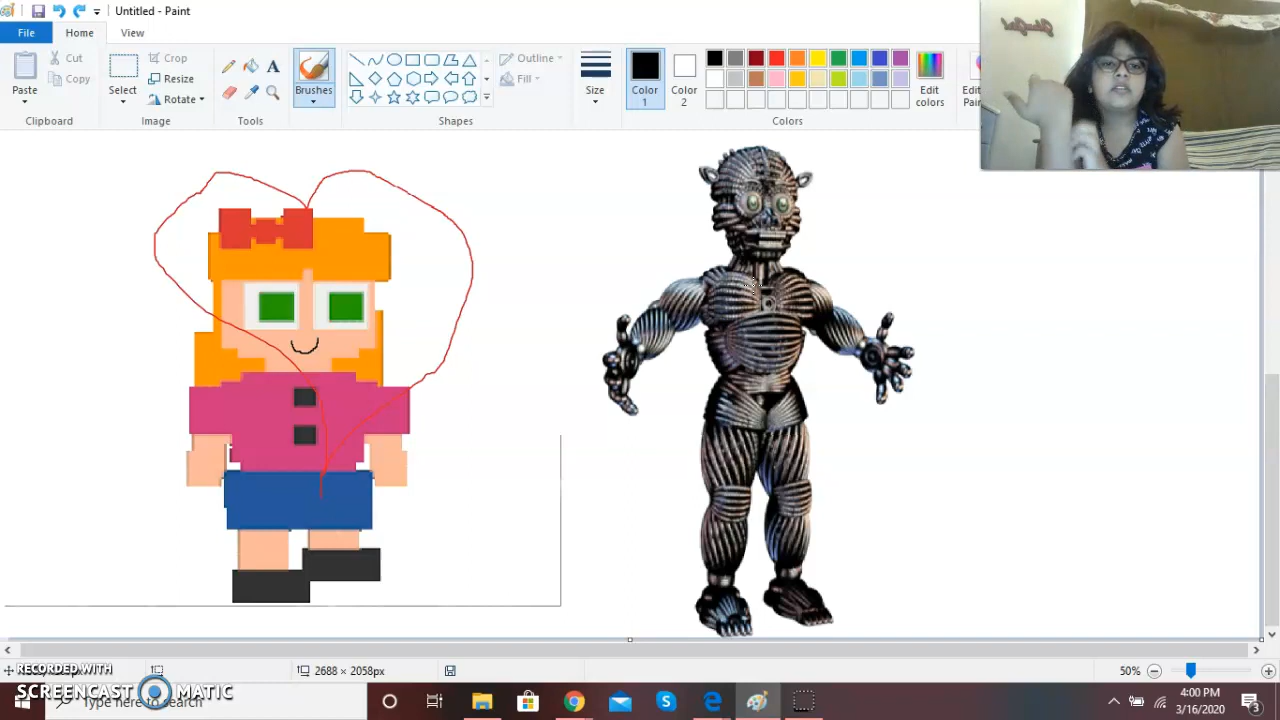 Untitled - Paint
File
Home
View
Paste
Cut
Copy
Clipboard
Select
Crop
Resize
Rotate
Image
A
Tools
Brushes
Outline
Fill
Shapes
Size
Color
1
Color
2
Edit
colors
Edit
Colors
2688 × 2058px
50%
RECORDED WITH
SCREENCAST MATIC
Type here to search
4:00 PM
3/16/2020
3